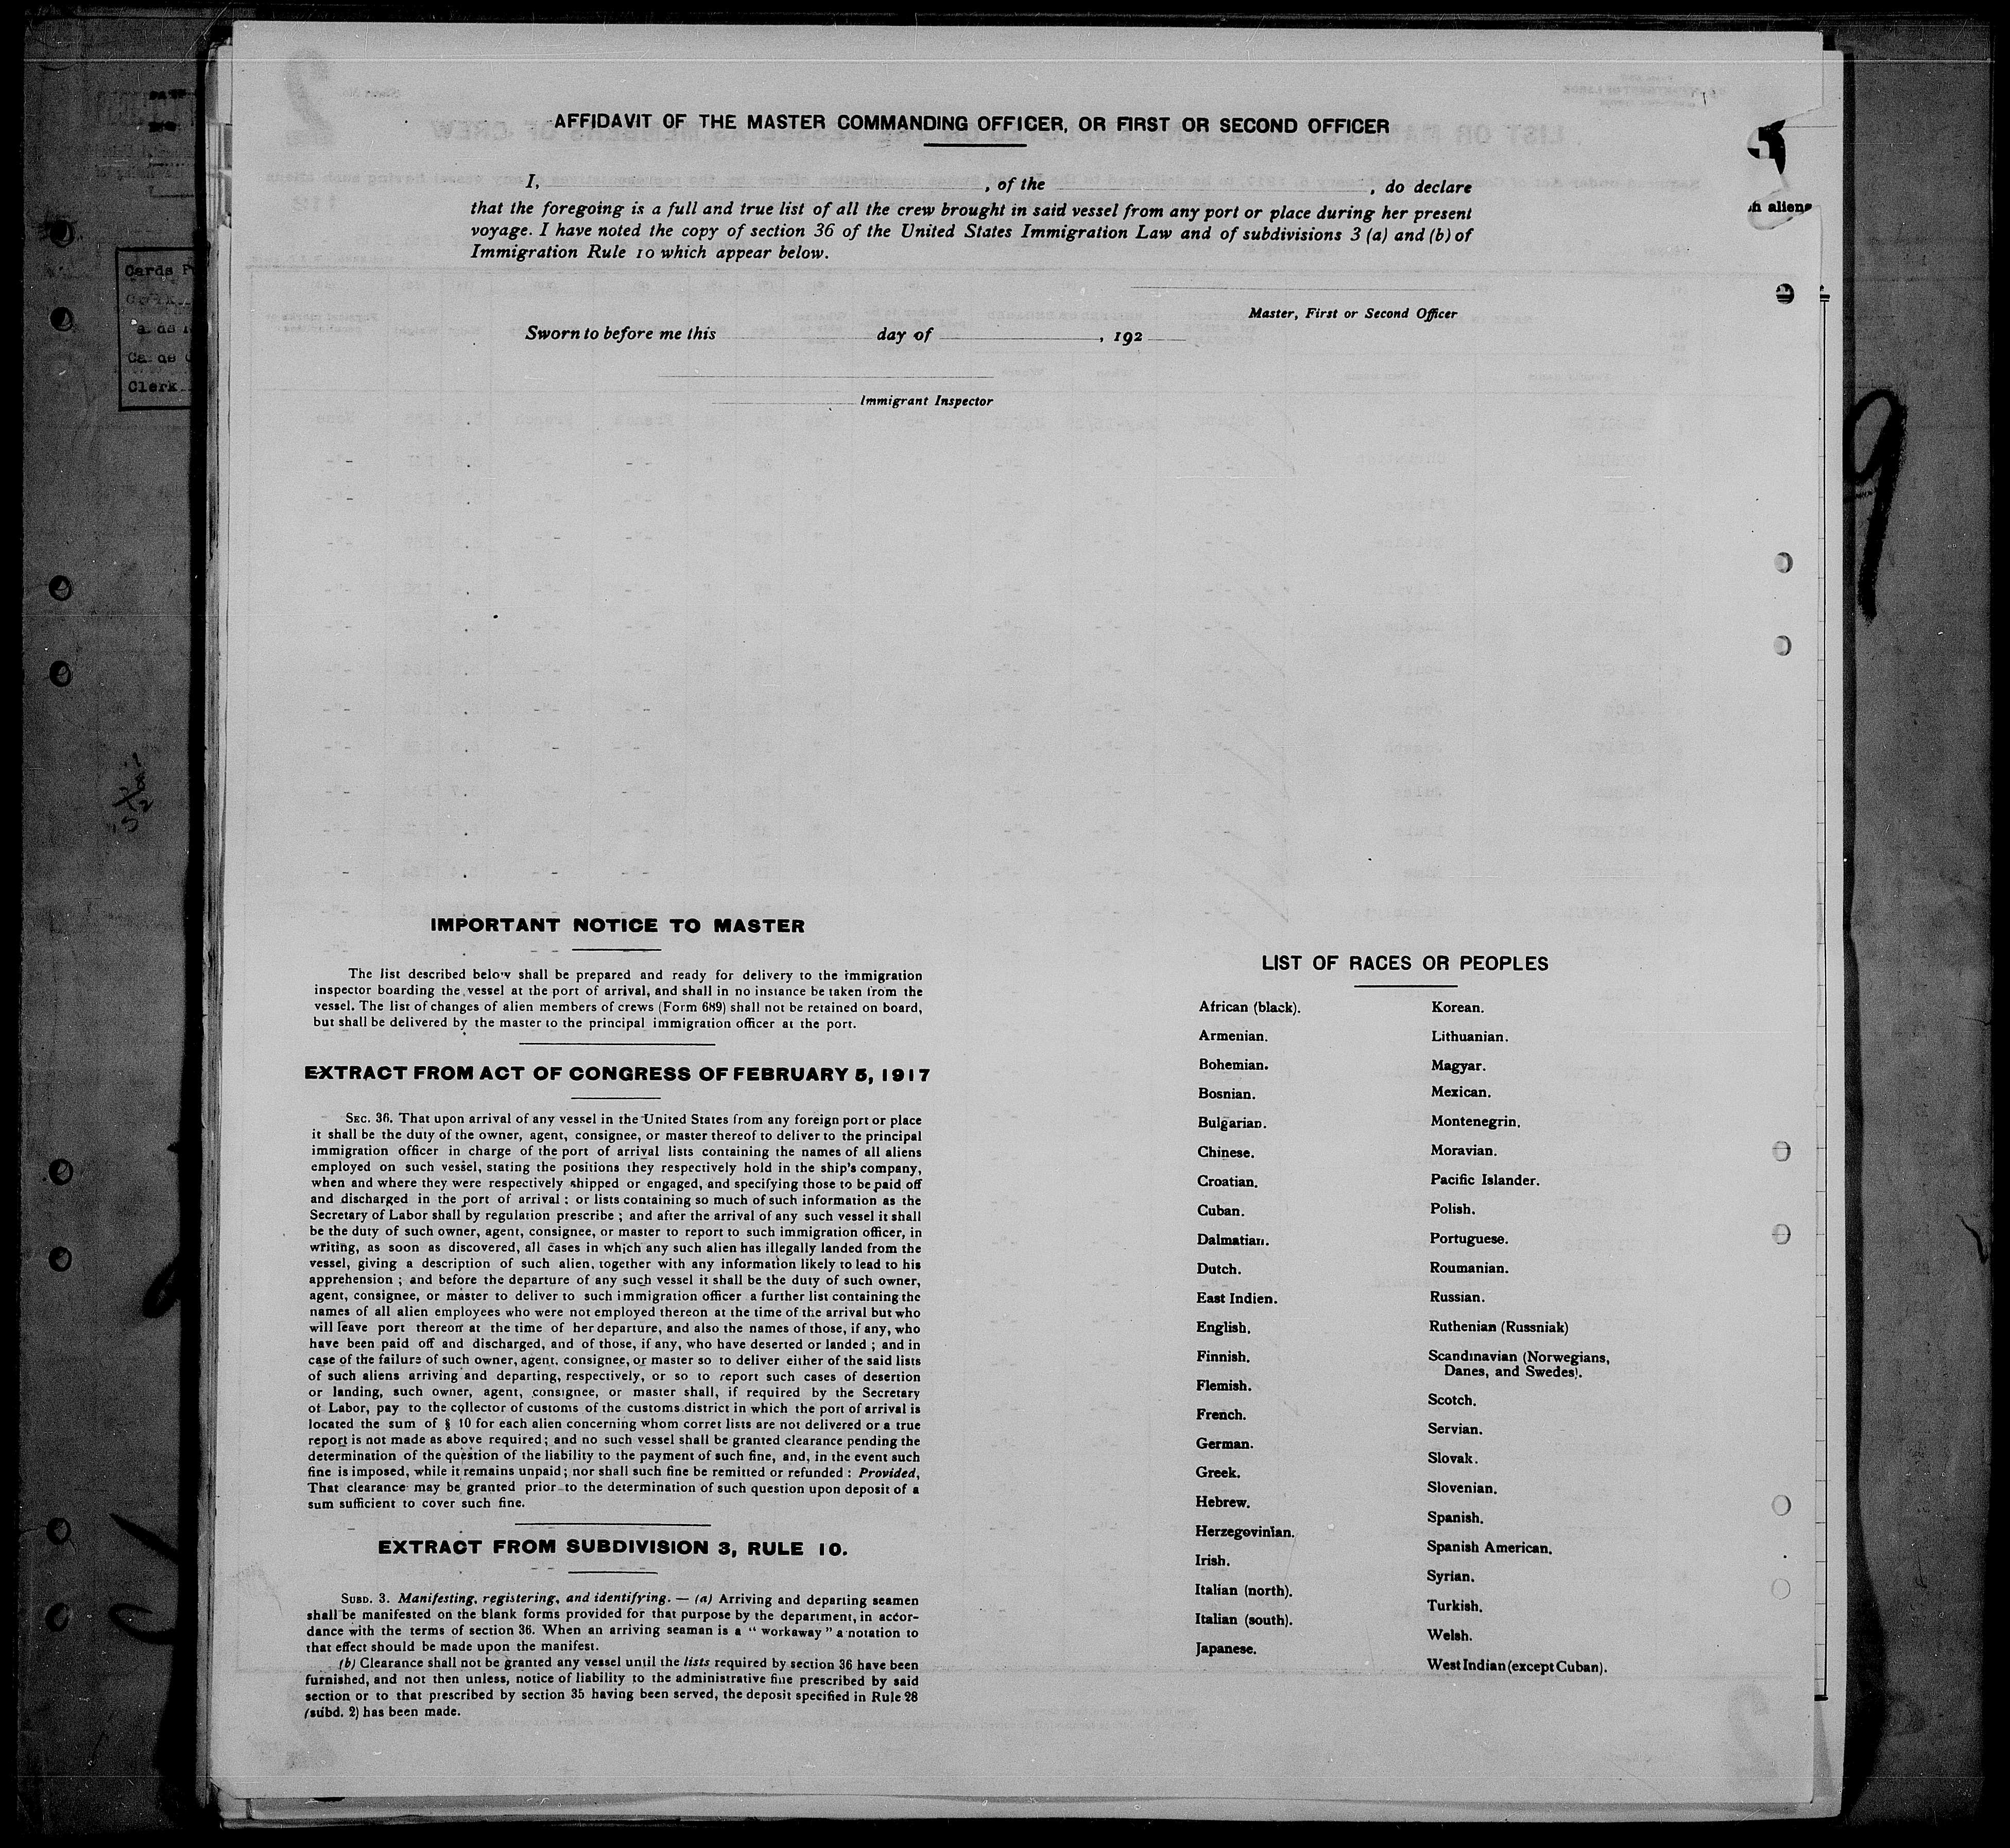 AFFIDAVIT OF THE MASTER COMMANDING OFFICER, OR FIRST OR SECOND OFFICER
I, , of the , do declare
that the foregoing is a full and true list of all the crew brought in said vessel from any port or place during her present
voyage. I have noted the copy of section 36 of the United States Immigration Law and of subdivisions 3 (a) and (b) of
Immigration Rule 10 which appear below.
Master, First or Second Officer
Sworn to before me this day of , 192
Immigrant Inspector
IMPORTANT NOTICE TO MASTER
The list described below shall be prepared and ready for delivery to the immigration
inspector boarding the vessel at the port of arrival, and shall in no instance be taken from the
vessel. The list of changes of alien members of crews (Form 689) shall not be retained on board,
but shall be delivered by the master to the principal immigration officer at the port.
EXTRACT FROM ACT OF CONGRESS OF FEBRUARY 5, 1917
SEC. 36. That upon arrival of any vessel in the United States from any foreign port or place
it shall be the duty of the owner, agent, consignee, or master thereof to deliver to the principal
immigration officer in charge of the port of arrival lists containing the names of all aliens
employed on such vessel, stating the positions they respectively hold in the ship's company,
when and where they were respectively shipped or engaged, and specifying those to be paid off
and discharged in the port of arrival ; or lists containing so much of such information as the
Secretary of Labor shall by regulation prescribe ; and after the arrival of any such vessel it shall
be the duty of such owner, agent, consignee, or master to report to such immigration officer, in
writing, as soon as discovered, all cases in which any such alien has illegally landed from the
vessel, giving a description of such alien, together with any information likely to lead to his
apprehension ; and before the departure of any such vessel it shall be the duty of such owner,
agent, consignee, or master to deliver to such immigration officer a further list containing the
names of all alien employees who were not employed thereon at the time of the arrival but who
will leave port thereon at the time of her departure, and also the names of those, if any, who
have been paid off and discharged, and of those, if any, who have deserted or landed ; and in
case of the failure of such owner, agent, consignee, or master so to deliver either of the said lists
of such aliens arriving and departing, respectively, or so to report such cases of desertion
or landing, such owner, agent, consignee, or master shall, if required by the Secretary
of Labor, pay to the collector of customs of the customs district in which the port of arrival is
located the sum of § 10 for each alien concerning whom corret lists are not delivered or a true
report is not made as above required ; and no such vessel shall be granted clearance pending the
determination of the question of the liability to the payment of such fine, and, in the event such
fine is imposed, while it remains unpaid ; nor shall such fine be remitted or refunded : Provided,
That clearance may be granted prior to the determination of such question upon deposit of a
sum sufficient to cover such fine.
EXTRACT FROM SUBDIVISION 3, RULE 10.
SUBD. 3. Manifesting, registering, and identifying. — (a) Arriving and departing seamen
shall be manifested on the blank forms provided for that purpose by the department, in accor-
dance with the terms of section 36. When an arriving seaman is a “ workaway ” a notation to
that effect should be made upon the manifest.
(b) Clearance shall not be granted any vessel until the lists required by section 36 have been
furnished, and not then unless, notice of liability to the administrative fine prescribed by said
section or to that prescribed by section 35 having been served, the deposit specified in Rule 28
(subd. 2) has been made.
LIST OF RACES OR PEOPLES
African (black).
Armenian.
Bohemian.
Bosnian.
Bulgarian.
Chinese.
Croatian.
Cuban.
Dalmatian.
Dutch.
East Indien.
English.
Finnish.
Flemish.
French.
German.
Greek.
Hebrew.
Herzegovinian.
Irish.
Italian (north).
Italian (south).
Japanese.
Korean.
Lithuanian.
Magyar.
Mexican.
Montenegrin.
Moravian.
Pacific Islander.
Polish.
Portuguese.
Roumanian.
Russian.
Ruthenian (Russniak)
Scandinavian (Norwegians,
Danes, and Swedes).
Scotch.
Servian.
Slovak.
Slovenian.
Spanish.
Spanish American.
Syrian.
Turkish.
Welsh.
West Indian (except Cuban).
aliens
9
Cards
Clerk